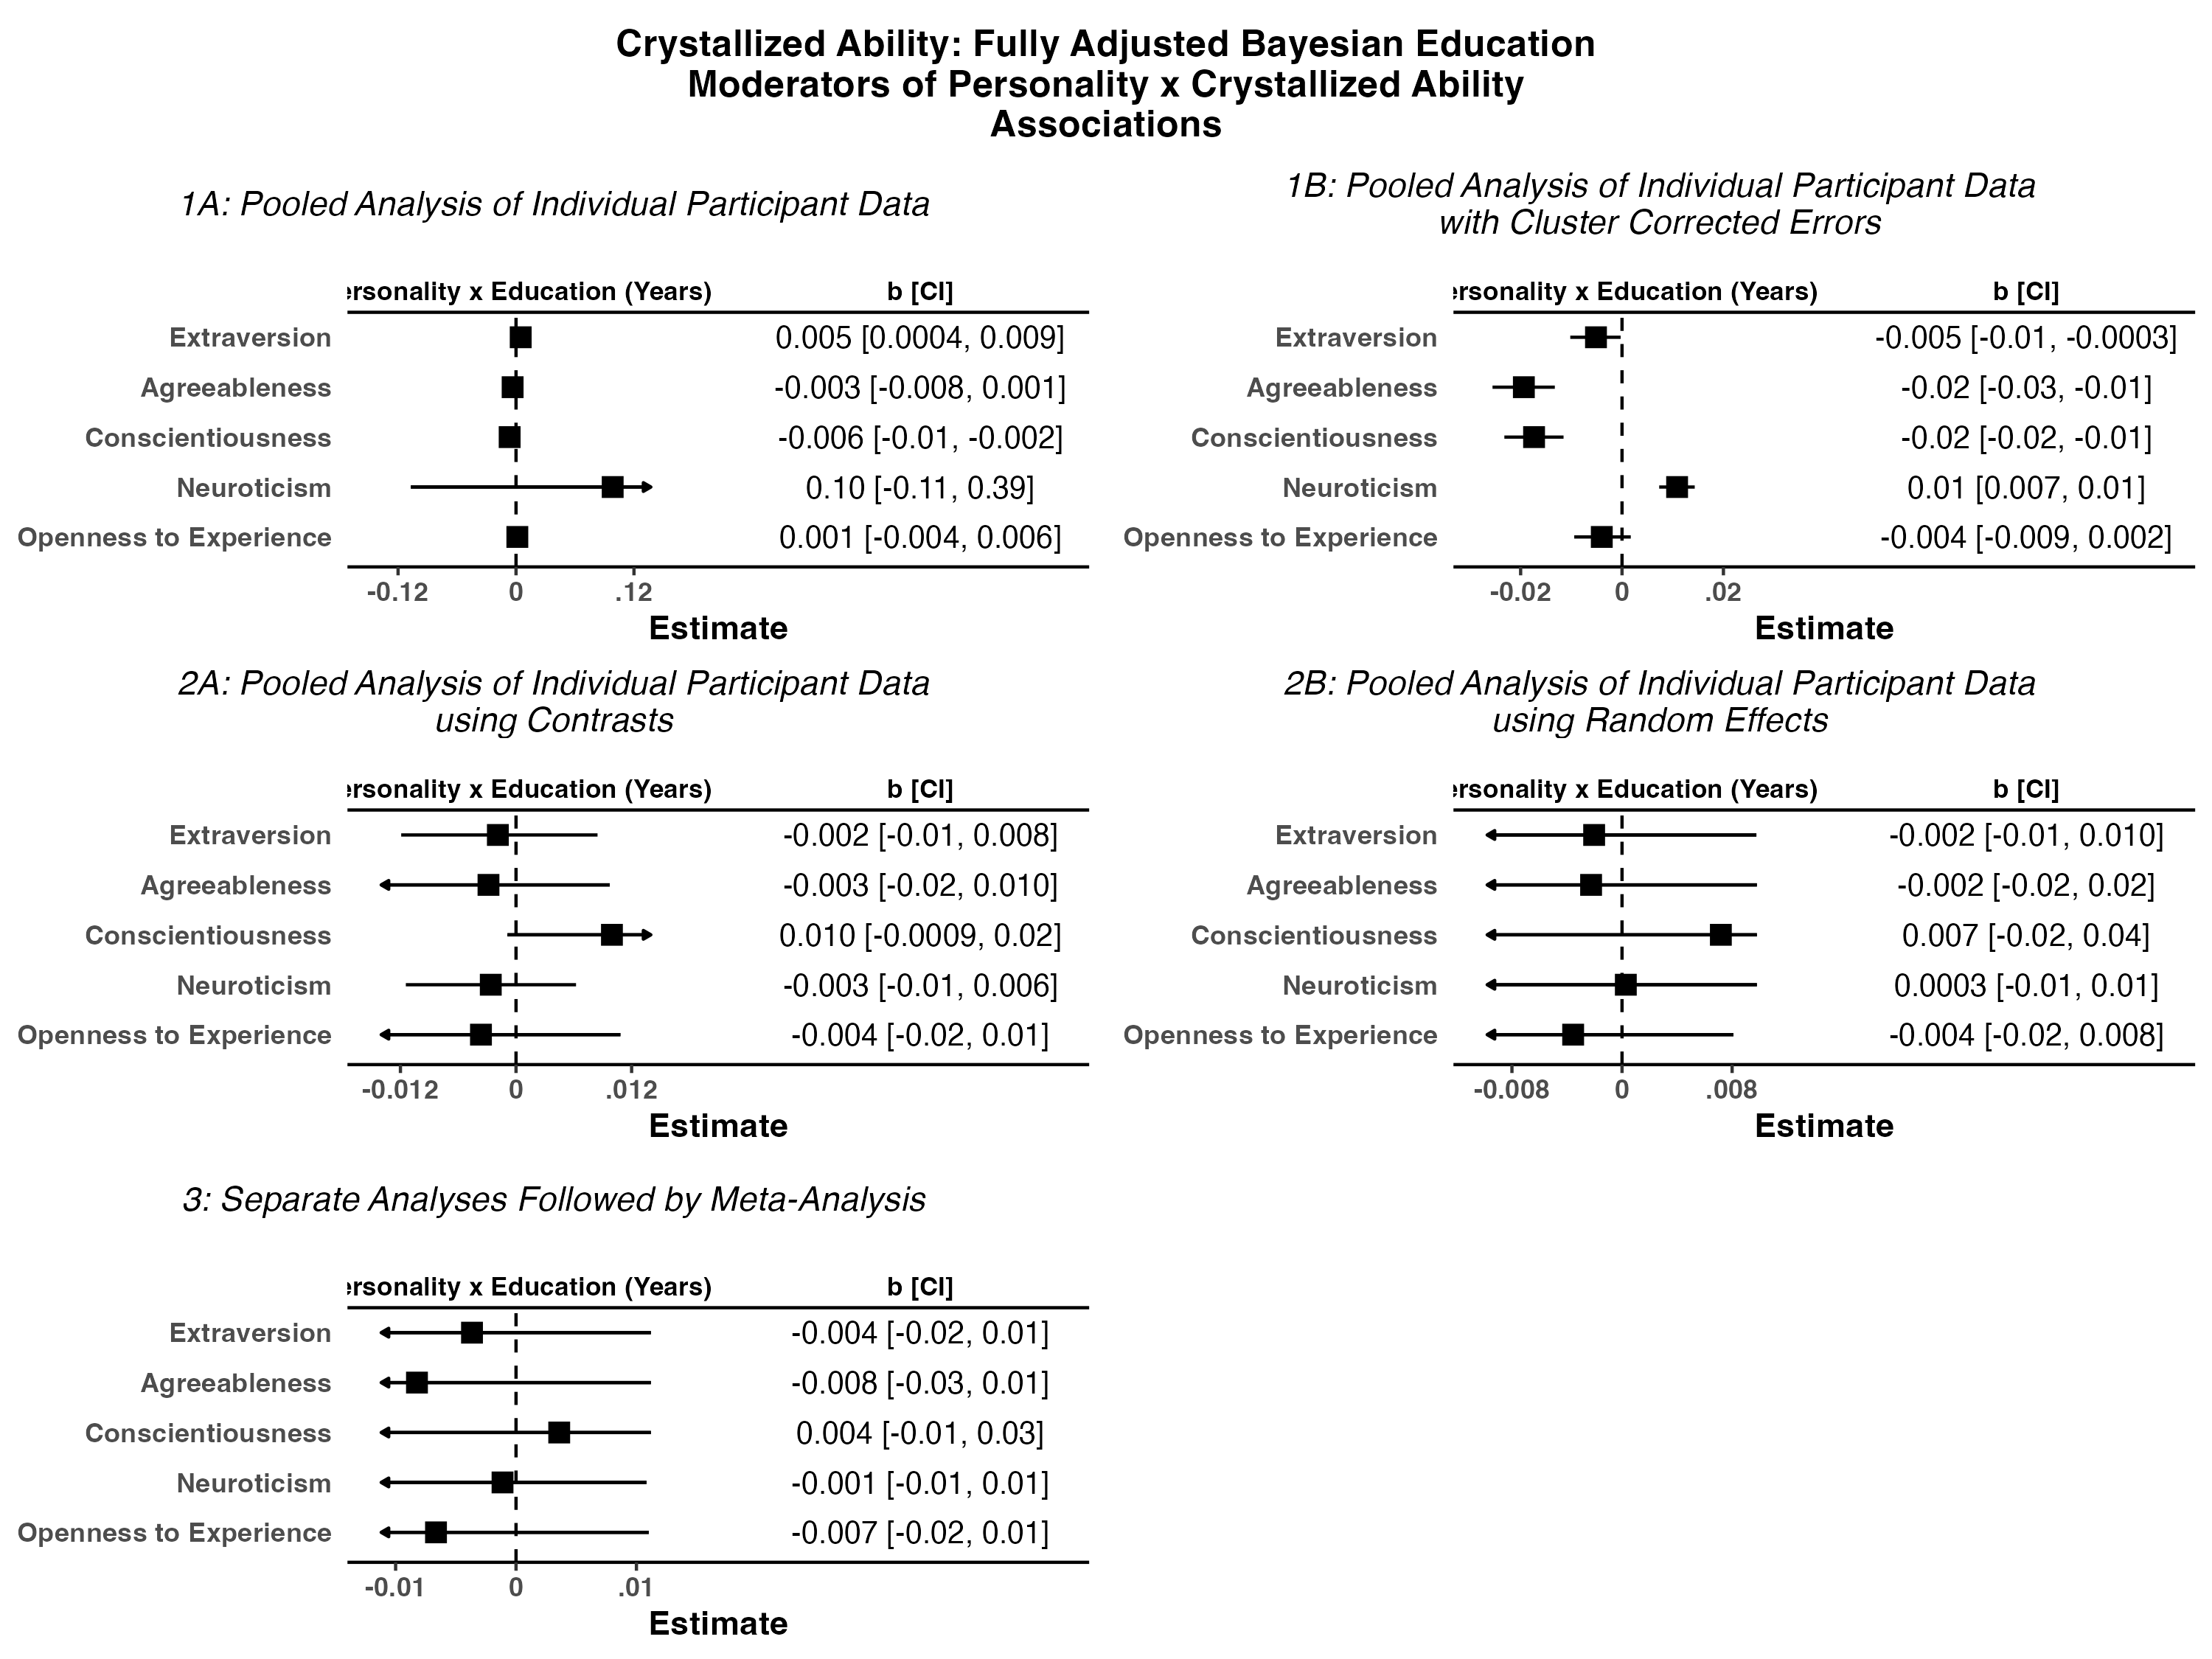 Crystallized Ability: Fully Adjusted Bayesian Education
Moderators of Personality x Crystallized Ability
Associations
1A: Pooled Analysis of Individual Participant Data
ersonality x Education (Years) b [CI]
Extraversion 0.005 [0.0004, 0.009]
Agreeableness -0.003 [-0.008, 0.001]
Conscientiousness -0.006 [-0.01, -0.002]
Neuroticism 0.10 [-0.11, 0.39]
Openness to Experience 0.001 [-0.004, 0.006]
-0.12 0 .12
Estimate
1B: Pooled Analysis of Individual Participant Data
with Cluster Corrected Errors
ersonality x Education (Years) b [CI]
Extraversion -0.005 [-0.01, -0.0003]
Agreeableness -0.02 [-0.03, -0.01]
Conscientiousness -0.02 [-0.02, -0.01]
Neuroticism 0.01 [0.007, 0.01]
Openness to Experience -0.004 [-0.009, 0.002]
-0.02 0 .02
Estimate
2A: Pooled Analysis of Individual Participant Data
using Contrasts
ersonality x Education (Years) b [CI]
Extraversion -0.002 [-0.01, 0.008]
Agreeableness -0.003 [-0.02, 0.010]
Conscientiousness 0.010 [-0.0009, 0.02]
Neuroticism -0.003 [-0.01, 0.006]
Openness to Experience -0.004 [-0.02, 0.01]
-0.012 0 .012
Estimate
2B: Pooled Analysis of Individual Participant Data
using Random Effects
ersonality x Education (Years) b [CI]
Extraversion -0.002 [-0.01, 0.010]
Agreeableness -0.002 [-0.02, 0.02]
Conscientiousness 0.007 [-0.02, 0.04]
Neuroticism 0.0003 [-0.01, 0.01]
Openness to Experience -0.004 [-0.02, 0.008]
-0.008 0 .008
Estimate
3: Separate Analyses Followed by Meta-Analysis
ersonality x Education (Years) b [CI]
Extraversion -0.004 [-0.02, 0.01]
Agreeableness -0.008 [-0.03, 0.01]
Conscientiousness 0.004 [-0.01, 0.03]
Neuroticism -0.001 [-0.01, 0.01]
Openness to Experience -0.007 [-0.02, 0.01]
-0.01 0 .01
Estimate